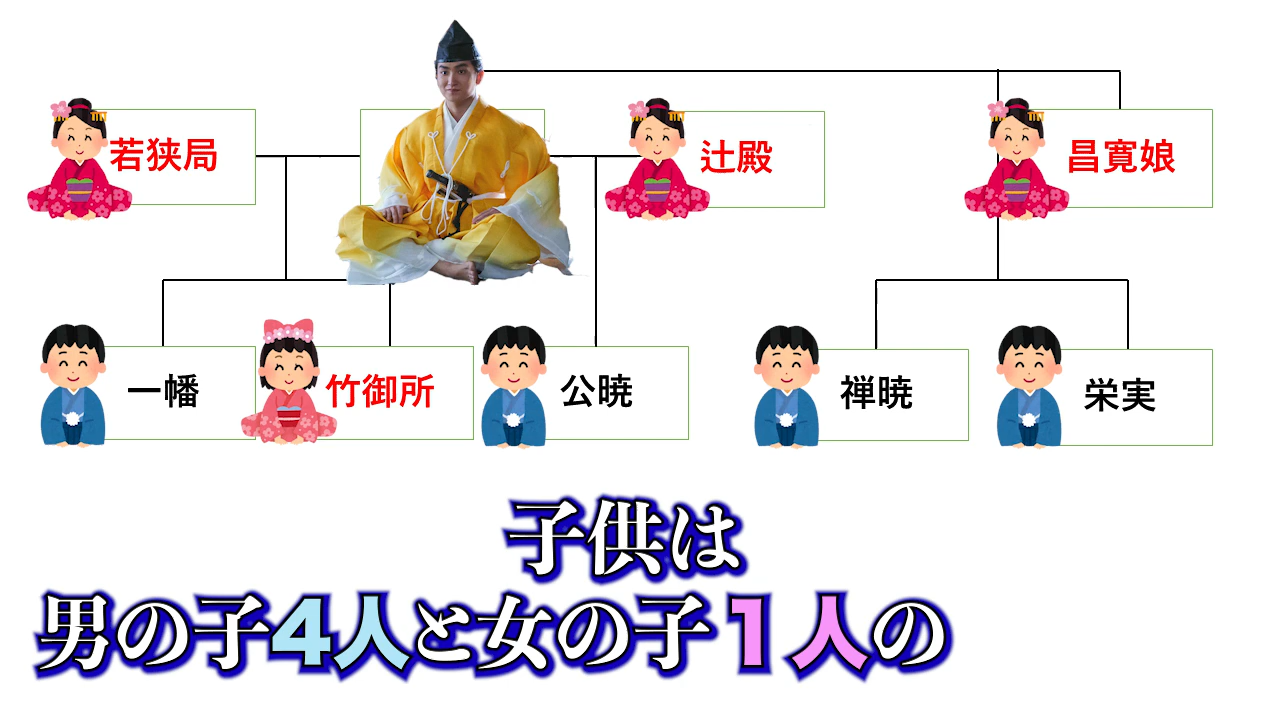 若狭局
辻殿
昌寛娘
一幡
竹御所
公暁
禅暁
栄実
子供は
男の子4人と女の子1人の